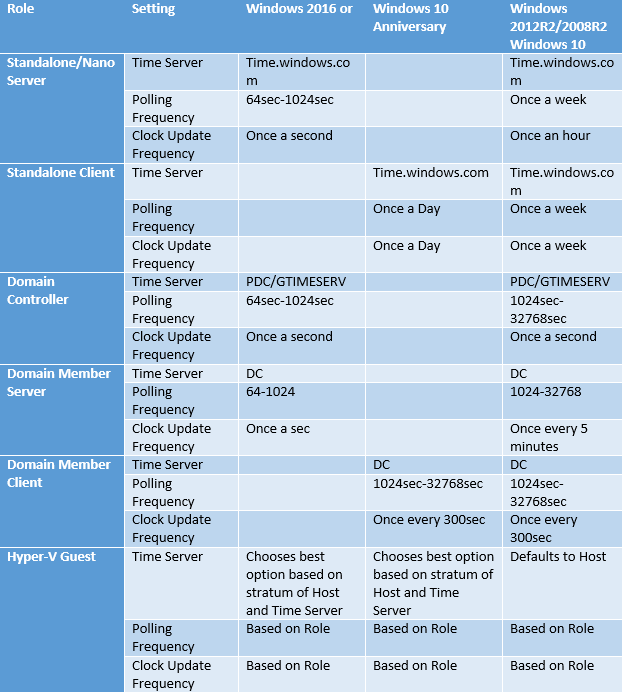 Role Setting Windows 2016 or Windows 10 Anniversary Windows 2012R2/2008R2 Windows 10
Standalone/Nano Server Time Server Time.windows.com Time.windows.com
Polling Frequency 64sec-1024sec Once a week
Clock Update Frequency Once a second Once an hour
Standalone Client Time Server Time.windows.com Time.windows.com
Polling Frequency Once a Day Once a week
Clock Update Frequency Once a Day Once a week
Domain Controller Time Server PDC/GTIMESERV PDC/GTIMESERV
Polling Frequency 64sec-1024sec 1024sec-32768sec
Clock Update Frequency Once a second Once a second
Domain Member Server Time Server DC DC
Polling Frequency 64-1024 1024-32768
Clock Update Frequency Once a sec Once every 5 minutes
Domain Member Client Time Server DC DC
Polling Frequency 1024sec-32768sec 1024sec-32768sec
Clock Update Frequency Once every 300sec Once every 300sec
Hyper-V Guest Time Server Chooses best option based on stratum of Host and Time Server Chooses best option based on stratum of Host and Time Server Defaults to Host
Polling Frequency Based on Role Based on Role Based on Role
Clock Update Frequency Based on Role Based on Role Based on Role